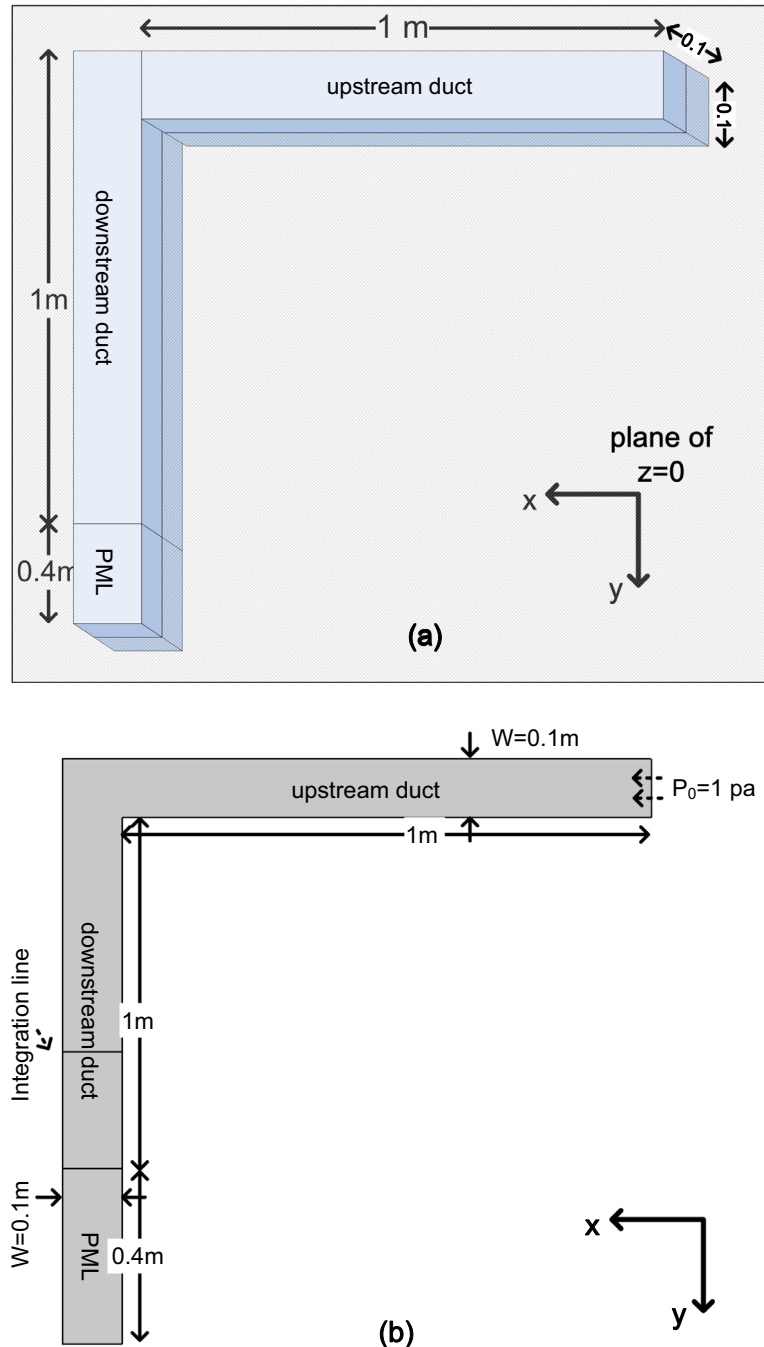 1 m
0.1
0.1
upstream duct
downstream duct
1m
plane of
z=0
x
y
0.4m
PML
(a)
W=0.1m
upstream duct
P₀=1 pa
1m
downstream duct
Integration line
1m
W=0.1m
PML
0.4m
x
y
(b)